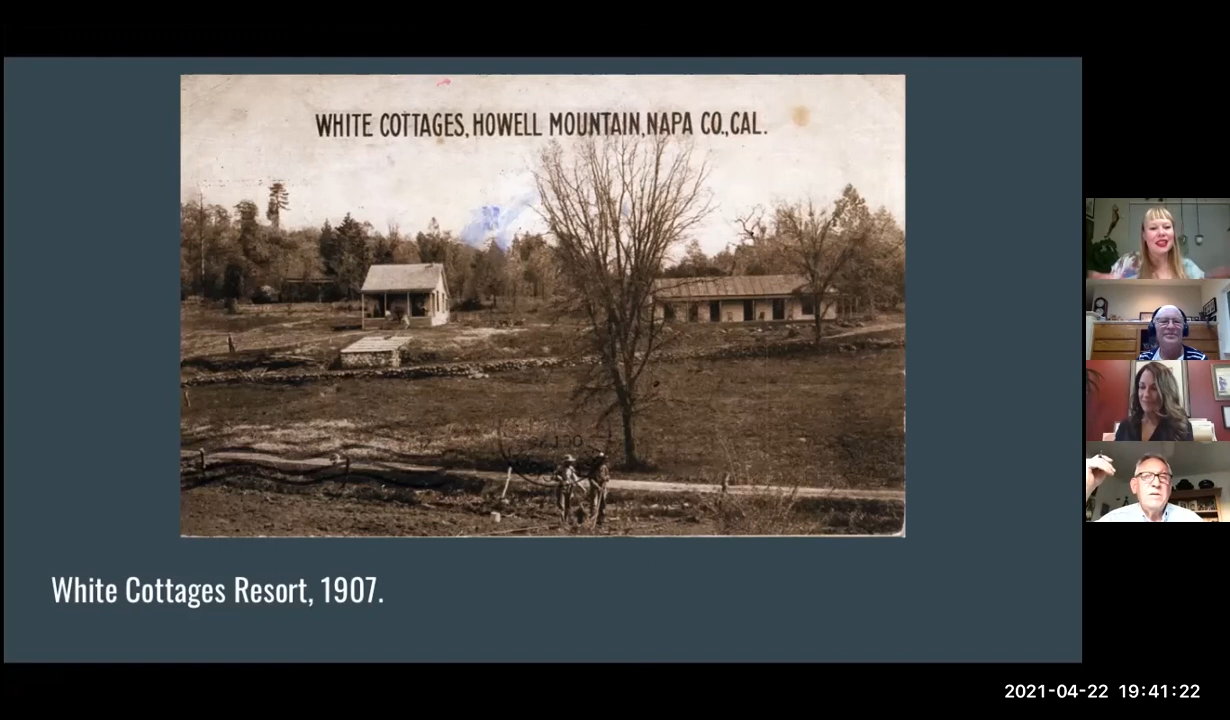 WHITE COTTAGES, HOWELL MOUNTAIN, NAPA CO., CAL.
White Cottages Resort, 1907.
2021-04-22 19:41:22